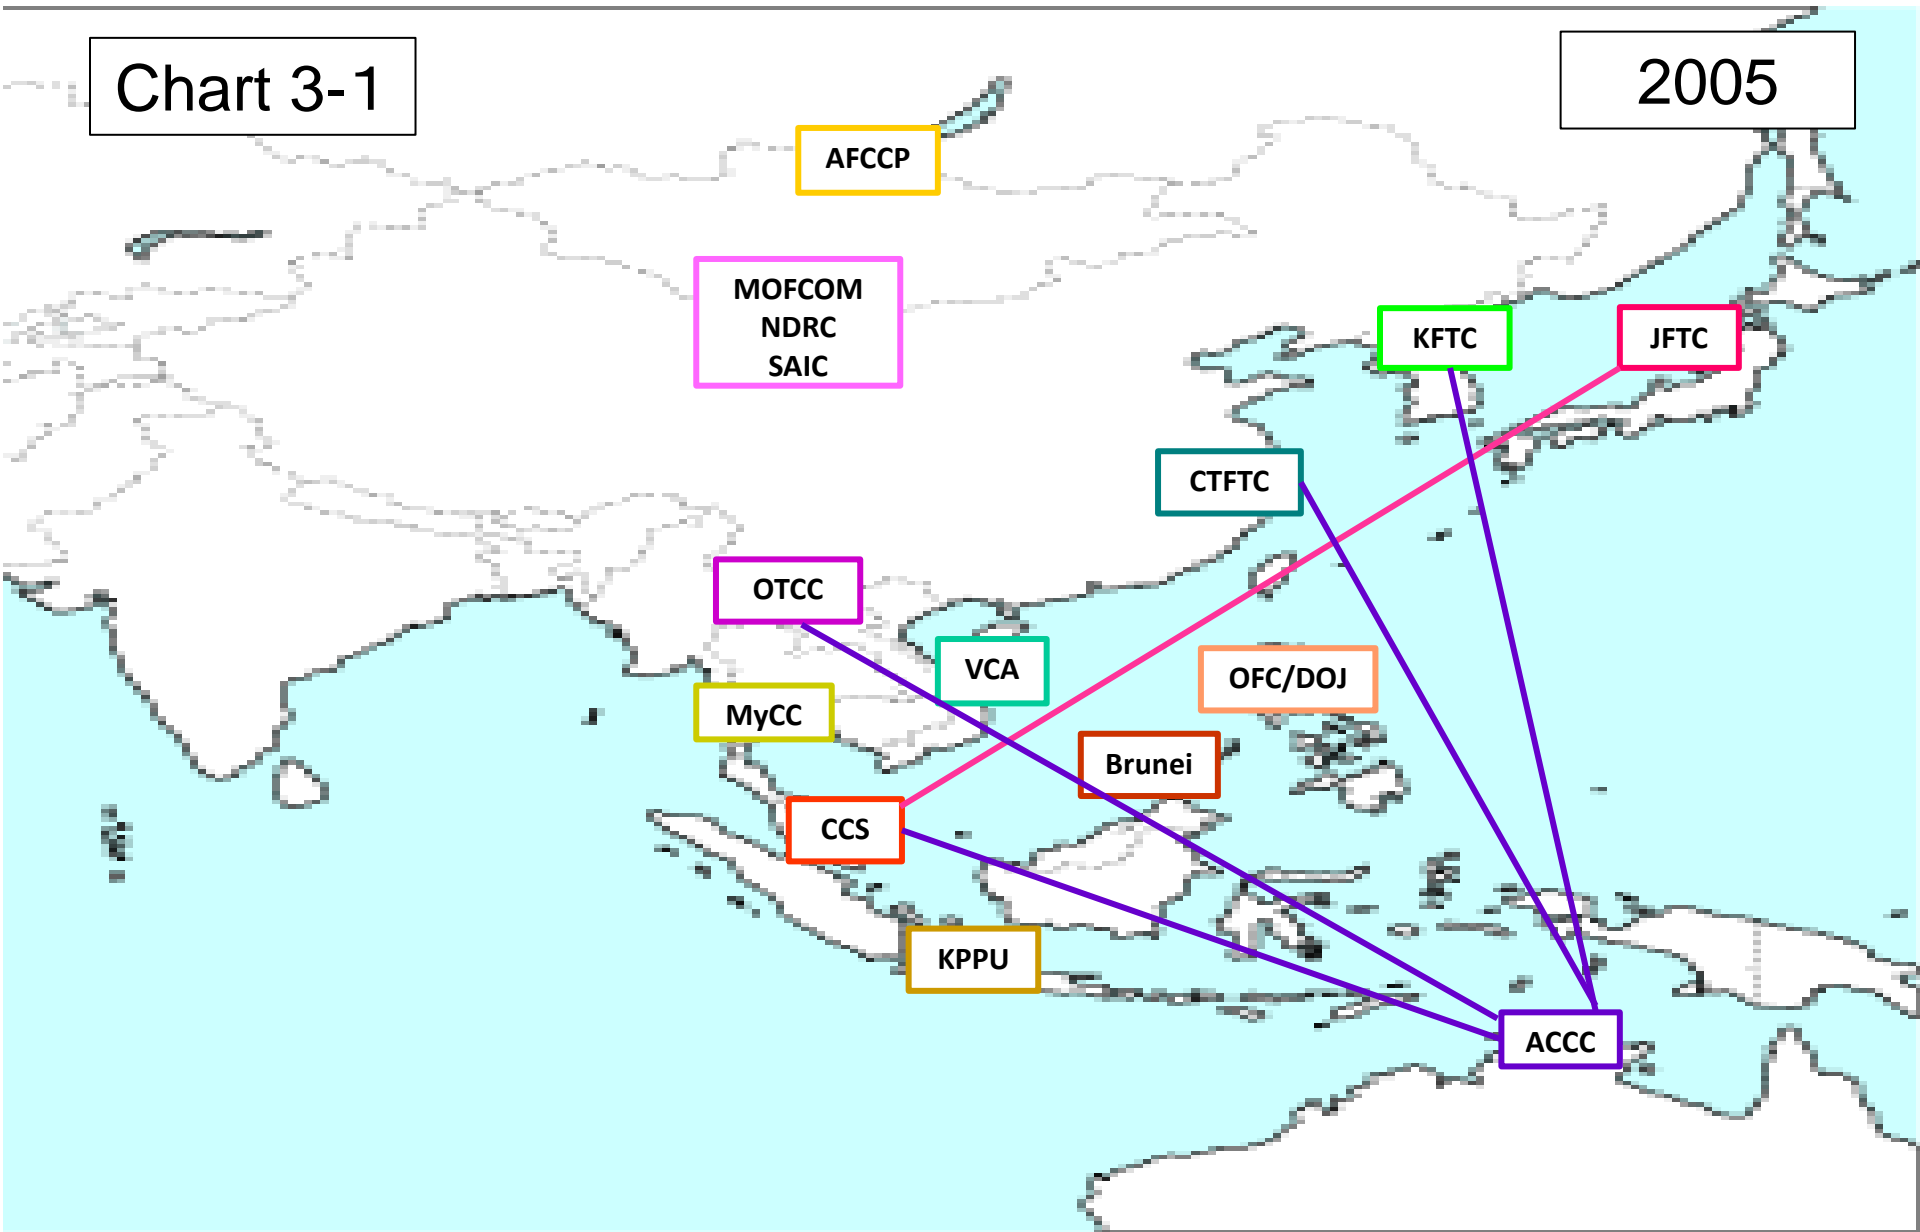 Chart 3-1
2005
AFCCP
MOFCOM
NDRC
SAIC
KFTC
JFTC
CTFTC
OTCC
VCA
OFC/DOJ
MyCC
Brunei
CCS
KPPU
ACCC